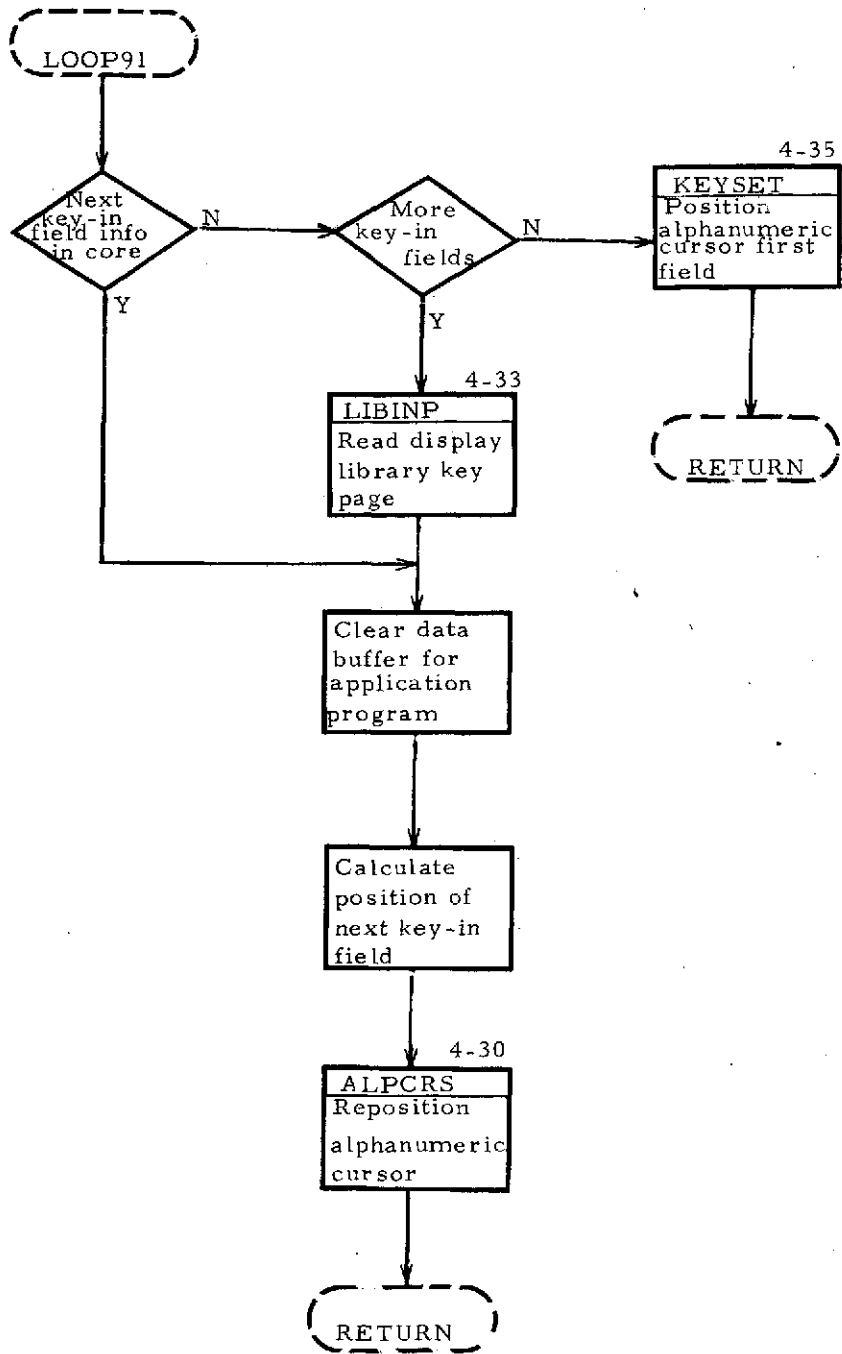 LOOP91
Next
key-in
field info
in core
N
Y
More
key-in
fields
N
Y
4-35
KEYSET
Position
alphanumeric
cursor first
field
RETURN
4-33
LIBINP
Read display
library key
page
Clear data
buffer for
application
program
Calculate
position of
next key-in
field
4-30
ALPCRS
Reposition
alphanumeric
cursor
RETURN